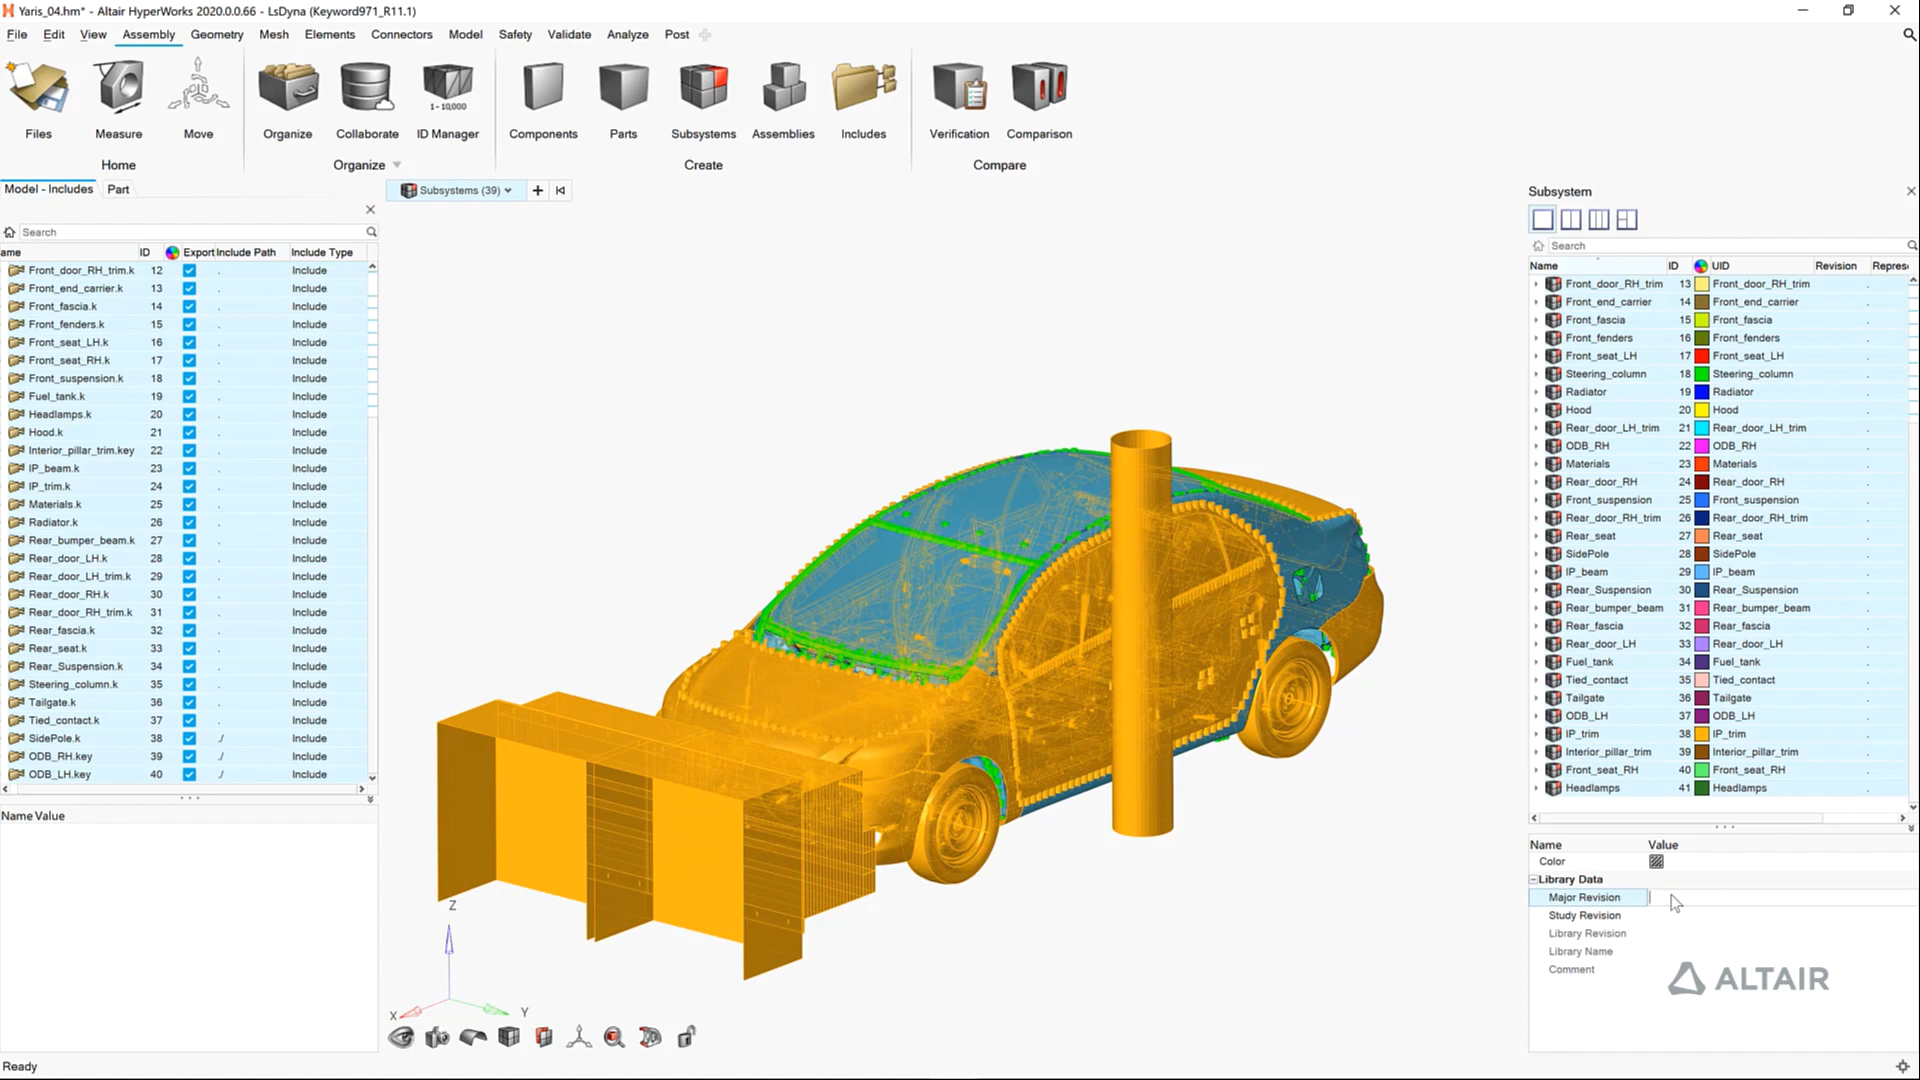 Yaris_04.hm* - Altair HyperWorks 2020.0.0.66 - LsDyna (Keyword971_R11.1)
File Edit View Assembly Geometry Mesh Elements Connectors Model Safety Validate Analyze Post
1 - 10,000
Files Measure Move Organize Collaborate ID Manager Components Parts Subsystems Assemblies Includes Verification Comparison
Home Organize Create Compare
Model - Includes Part
Subsystems (39)
Search
ame ID Export Include Path Include Type
Front_door_RH_trim.k 12 . Include
Front_end_carrier.k 13 . Include
Front_fascia.k 14 . Include
Front_fenders.k 15 . Include
Front_seat_LH.k 16 . Include
Front_seat_RH.k 17 . Include
Front_suspension.k 18 . Include
Fuel_tank.k 19 . Include
Headlamps.k 20 . Include
Hood.k 21 . Include
Interior_pillar_trim.key 22 . Include
IP_beam.k 23 . Include
IP_trim.k 24 . Include
Materials.k 25 . Include
Radiator.k 26 . Include
Rear_bumper_beam.k 27 . Include
Rear_door_LH.k 28 . Include
Rear_door_LH_trim.k 29 . Include
Rear_door_RH.k 30 . Include
Rear_door_RH_trim.k 31 . Include
Rear_fascia.k 32 . Include
Rear_seat.k 33 . Include
Rear_Suspension.k 34 . Include
Steering_column.k 35 . Include
Tailgate.k 36 . Include
Tied_contact.k 37 . Include
SidePole.k 38 ./ Include
ODB_RH.key 39 ./ Include
ODB_LH.key 40 ./ Include
Name Value
Z
X
Y
Subsystem
Search
Name ID UID Revision Repres
Front_door_RH_trim 13 Front_door_RH_trim .
Front_end_carrier 14 Front_end_carrier .
Front_fascia 15 Front_fascia .
Front_fenders 16 Front_fenders .
Front_seat_LH 17 Front_seat_LH .
Steering_column 18 Steering_column .
Radiator 19 Radiator .
Hood 20 Hood .
Rear_door_LH_trim 21 Rear_door_LH_trim .
ODB_RH 22 ODB_RH .
Materials 23 Materials .
Rear_door_RH 24 Rear_door_RH .
Front_suspension 25 Front_suspension .
Rear_door_RH_trim 26 Rear_door_RH_trim .
Rear_seat 27 Rear_seat .
SidePole 28 SidePole .
IP_beam 29 IP_beam .
Rear_Suspension 30 Rear_Suspension .
Rear_bumper_beam 31 Rear_bumper_beam .
Rear_fascia 32 Rear_fascia .
Rear_door_LH 33 Rear_door_LH .
Fuel_tank 34 Fuel_tank .
Tied_contact 35 Tied_contact .
Tailgate 36 Tailgate .
ODB_LH 37 ODB_LH .
IP_trim 38 IP_trim .
Interior_pillar_trim 39 Interior_pillar_trim .
Front_seat_RH 40 Front_seat_RH .
Headlamps 41 Headlamps .
Name Value
Color
Library Data
Major Revision
Study Revision
Library Revision
Library Name
Comment
ALTAIR
Ready